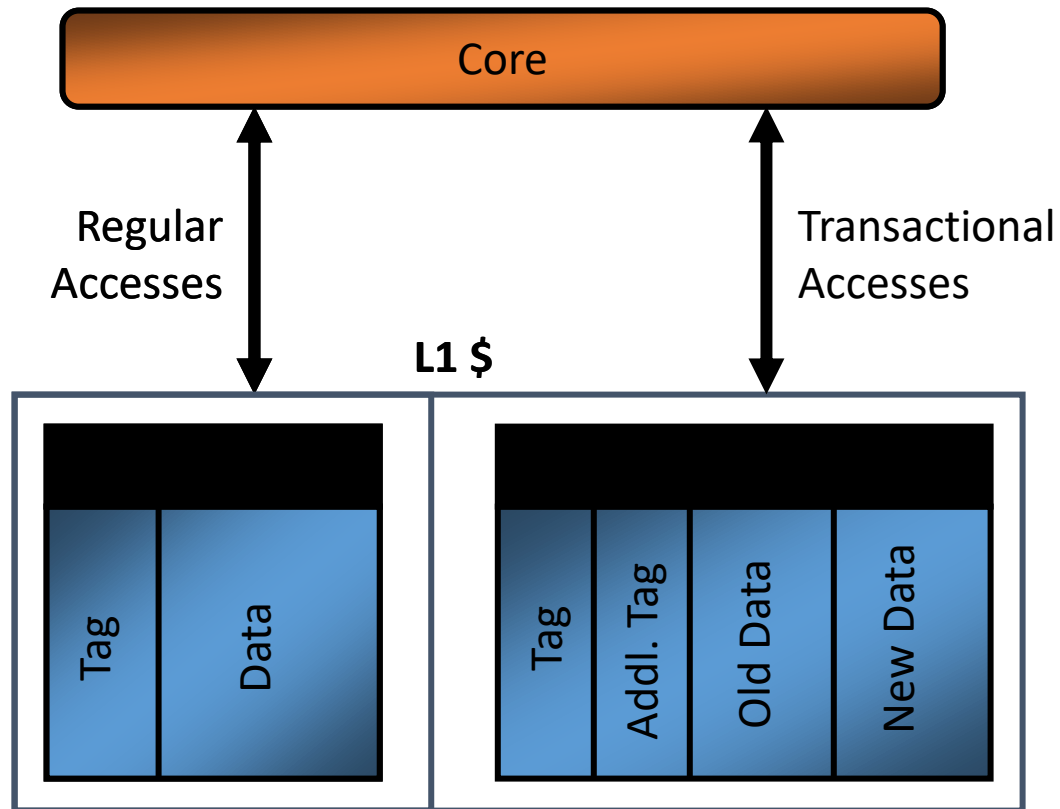 Core
Regular
Accesses
Transactional
Accesses
L1 $
Tag
Data
Tag
Addl. Tag
Old Data
New Data